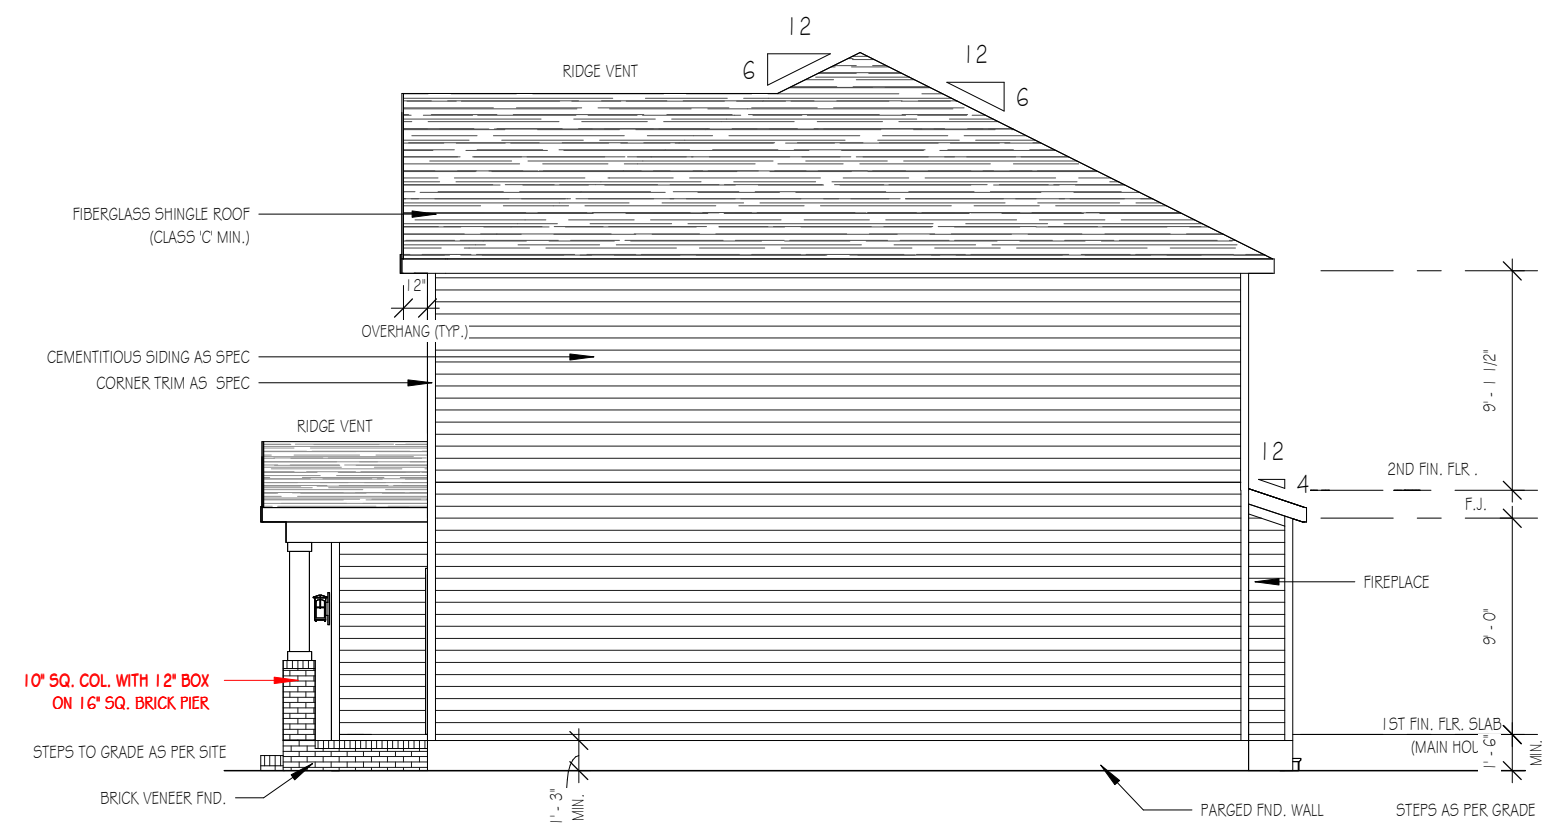 12
12
6
RIDGE VENT
6
FIBERGLASS SHINGLE ROOF
(CLASS 'C' MIN.)
12"
OVERHANG (TYP.)
CEMENTITIOUS SIDING AS SPEC
CORNER TRIM AS SPEC
9' - 1 1/2"
RIDGE VENT
12
4
2ND FIN. FLR .
F.J.
FIREPLACE
9' - 0"
10" SQ. COL. WITH 12" BOX
ON 16" SQ. BRICK PIER
1ST FIN. FLR. SLAB
(MAIN HOU
1' - 6"
MIN.
STEPS TO GRADE AS PER SITE
BRICK VENEER FND.
1' - 3"
MIN.
PARGED FND. WALL
STEPS AS PER GRADE